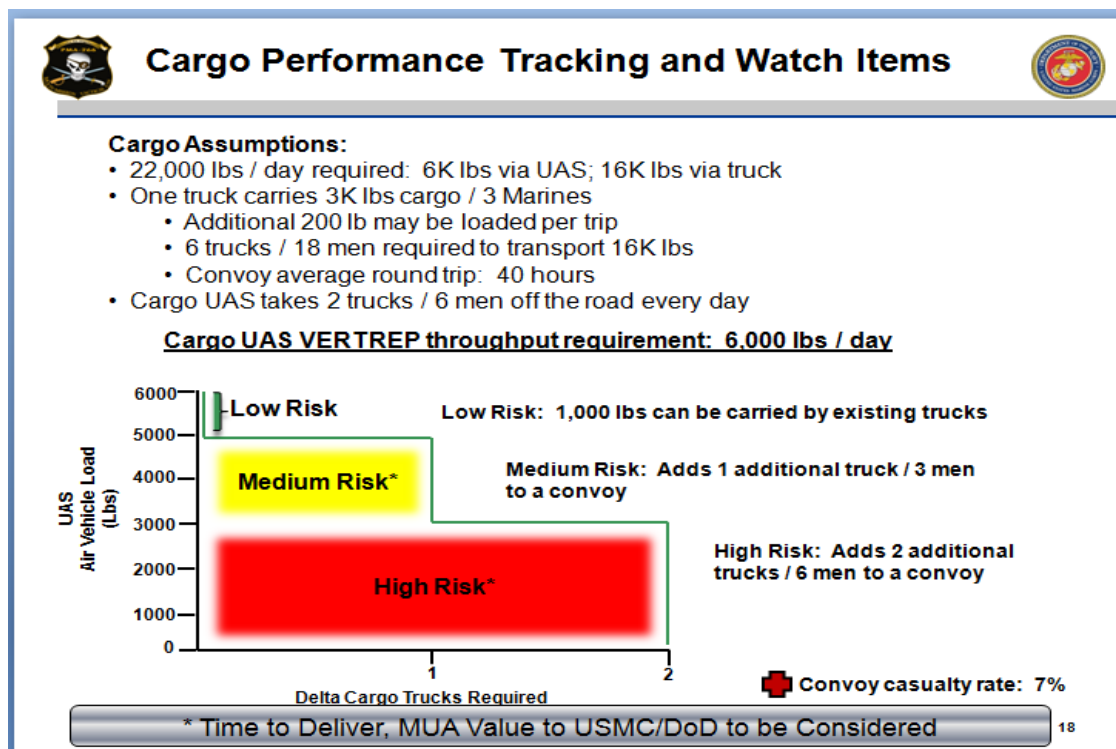 Cargo Performance Tracking and Watch Items
Cargo Assumptions:
• 22,000 lbs / day required: 6K lbs via UAS; 16K lbs via truck
• One truck carries 3K lbs cargo / 3 Marines
• Additional 200 lb may be loaded per trip
• 6 trucks / 18 men required to transport 16K lbs
• Convoy average round trip: 40 hours
• Cargo UAS takes 2 trucks / 6 men off the road every day
Cargo UAS VERTREP throughput requirement: 6,000 lbs / day
UAS
Air Vehicle Load
(Lbs)
6000
5000
4000
3000
2000
1000
0
Low Risk
Medium Risk*
High Risk*
Low Risk: 1,000 lbs can be carried by existing trucks
Medium Risk: Adds 1 additional truck / 3 men
to a convoy
High Risk: Adds 2 additional
trucks / 6 men to a convoy
1
2
Delta Cargo Trucks Required
Convoy casualty rate: 7%
* Time to Deliver, MUA Value to USMC/DoD to be Considered
18